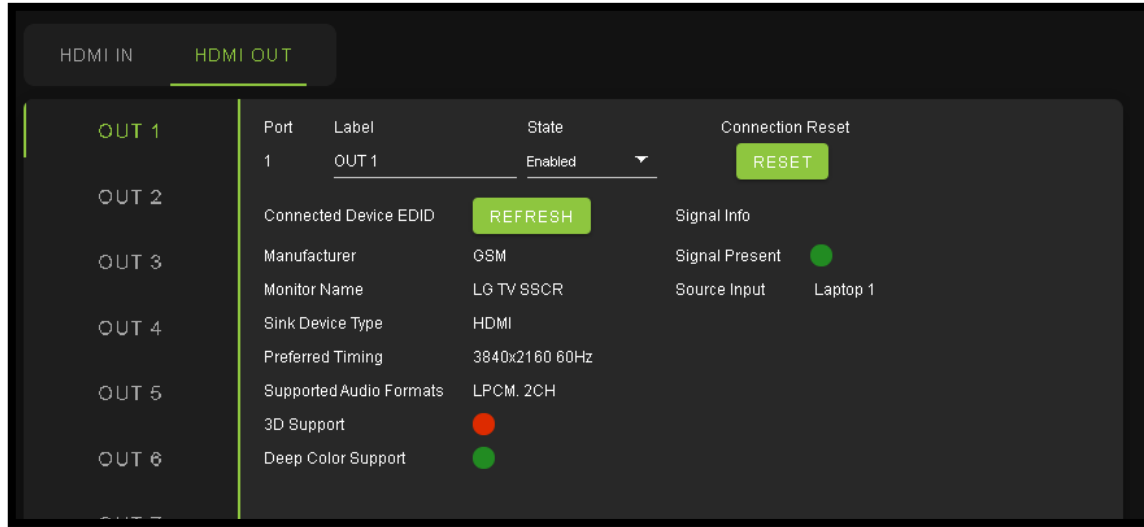 HDMI IN HDMI OUT
OUT 1
OUT 2
OUT 3
OUT 4
OUT 5
OUT 6
Port Label State Connection Reset
1 OUT 1 Enabled RESET
Connected Device EDID REFRESH Signal Info
Manufacturer GSM Signal Present
Monitor Name LG TV SSCR Source Input Laptop 1
Sink Device Type HDMI
Preferred Timing 3840x2160 60Hz
Supported Audio Formats LPCM. 2CH
3D Support
Deep Color Support